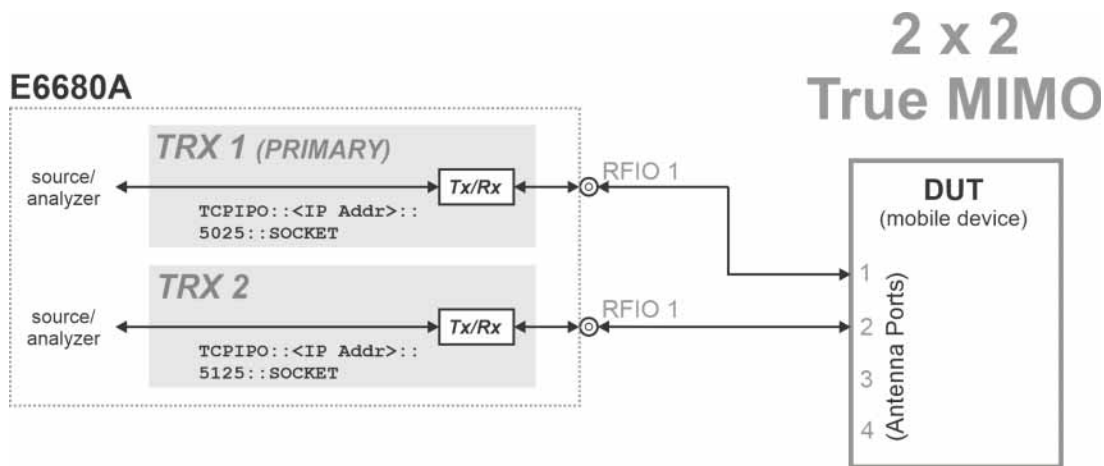 2 x 2
True MIMO
E6680A
TRX 1 (PRIMARY)
source/
analyzer
Tx/Rx
RFIO 1
TCPIPO::<IP Addr>::
5025::SOCKET
TRX 2
source/
analyzer
Tx/Rx
RFIO 1
TCPIPO::<IP Addr>::
5125::SOCKET
DUT
(mobile device)
1
2
3
4
(Antenna Ports)